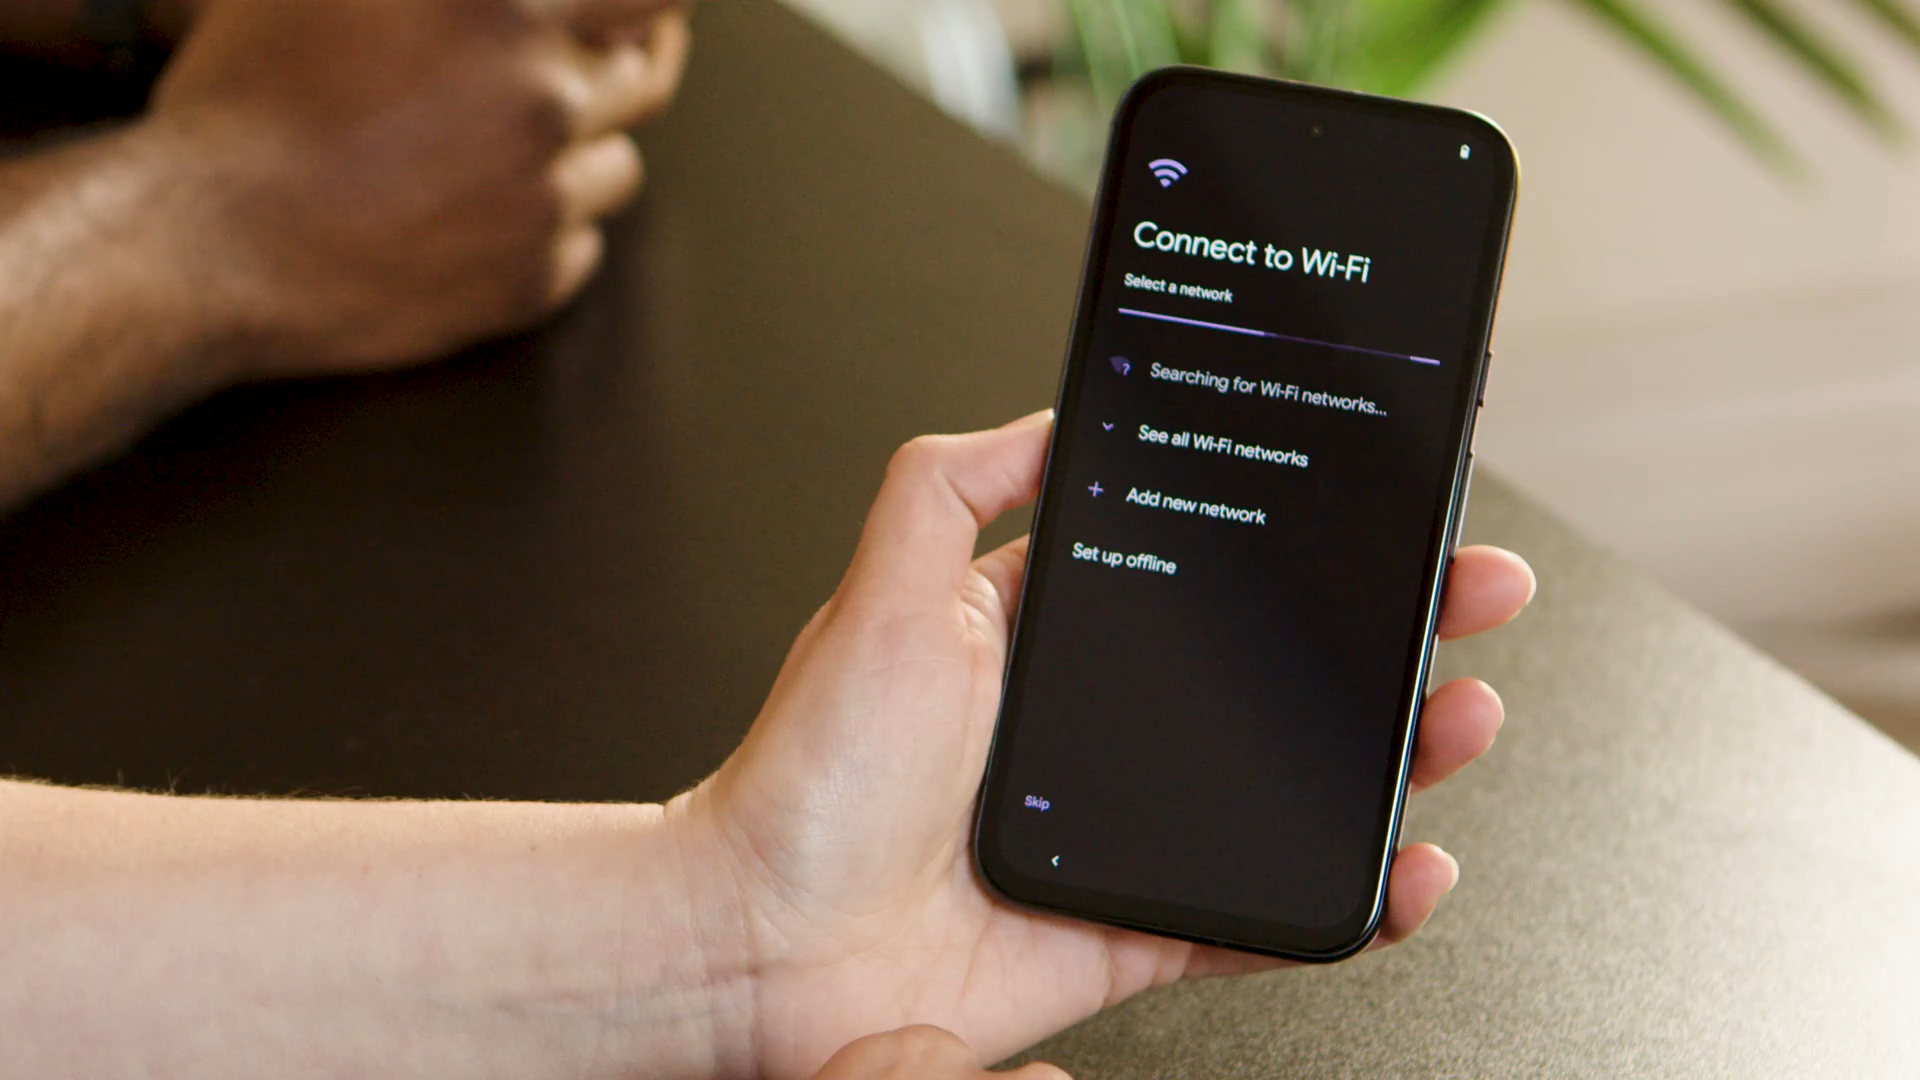 Connect to Wi-Fi
Select a network
Searching for Wi-Fi networks...
See all Wi-Fi networks
Add new network
Set up offline
Skip